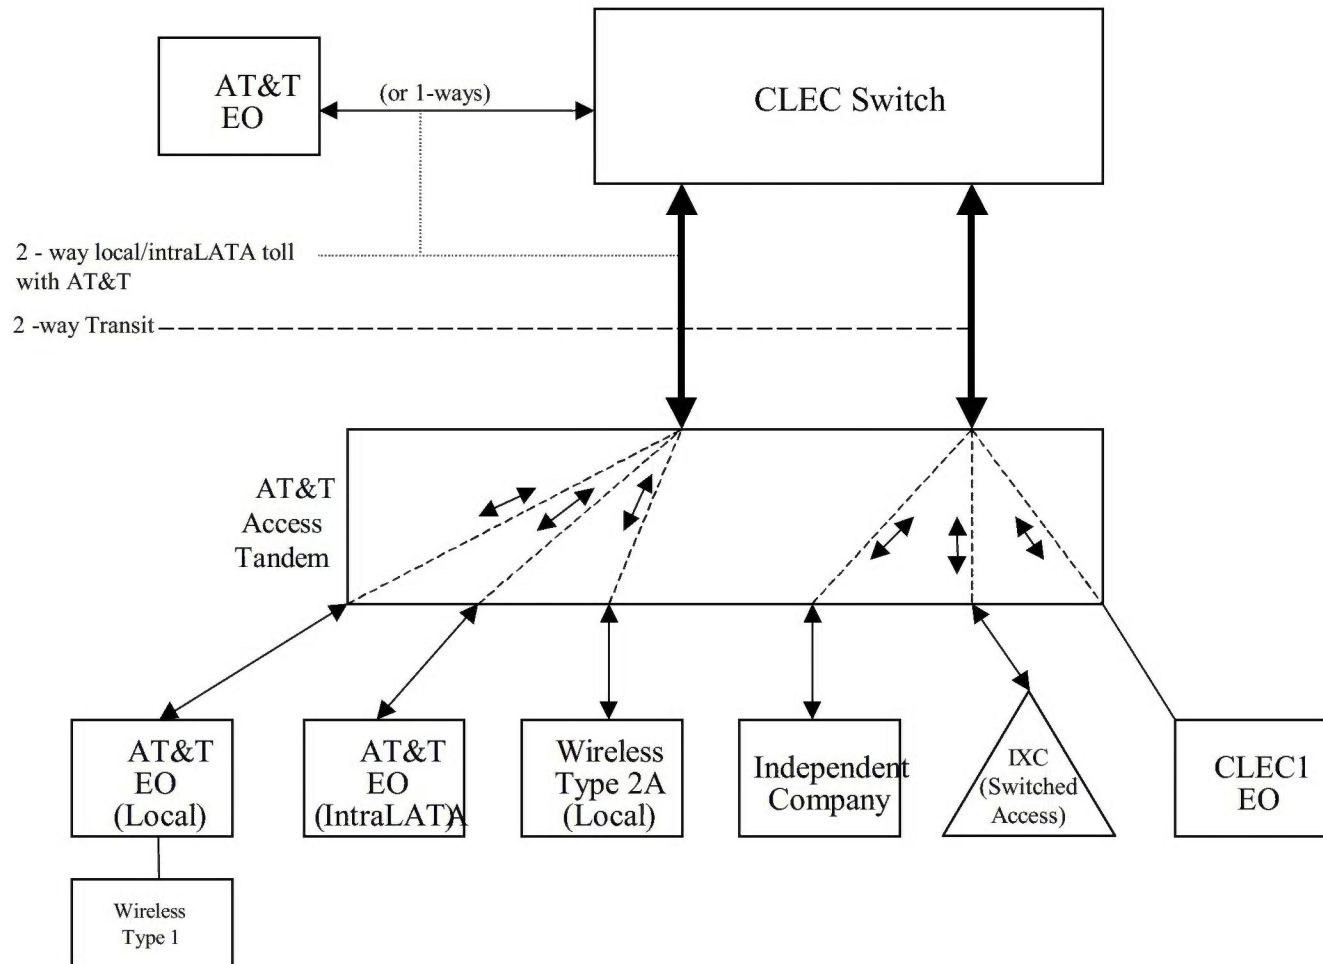 AT&T
EO
(or 1-ways)
CLEC Switch
2 - way local/intraLATA toll
with AT&T
2 -way Transit
AT&T
Access
Tandem
AT&T
EO
(Local)
AT&T
EO
(IntraLAT)A
Wireless
Type 2A
(Local)
Independent
Company
IXC
(Switched
Access)
CLEC1
EO
Wireless
Type 1